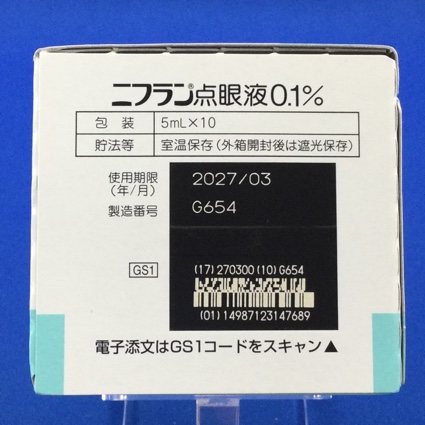 ニフラン®点眼液0.1%
包 装 5mL×10
貯法等 室温保存(外箱開封後は遮光保存)
使用期限 2027/03
(年/月)
製造番号 G654
GS1
(17)270300(10)G654
(01)14987123147689
電子添文はGS1コードをスキャン▲